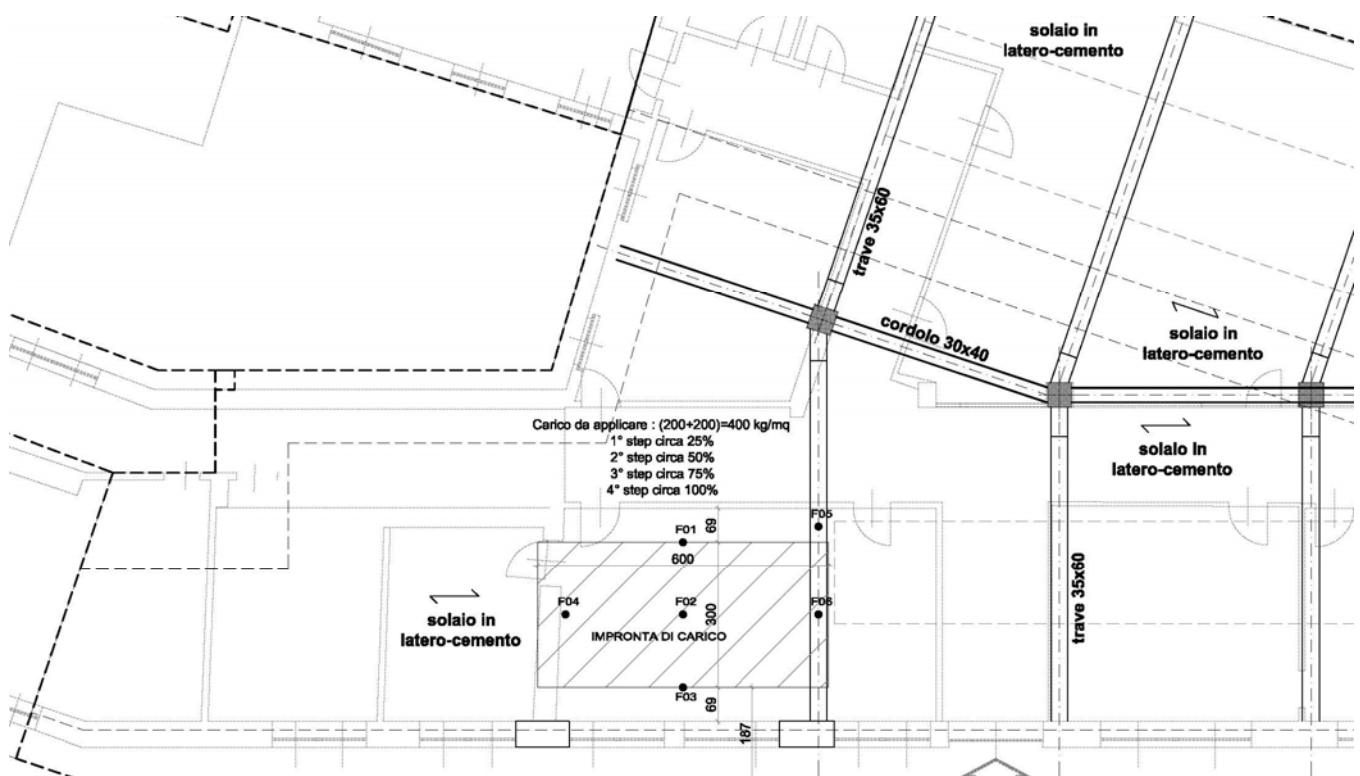 solaio in
latero-cemento
trave 35x60
cordolo 30x40
solaio in
latero-cemento
Carico da applicare : (200+200)=400 kg/mq
1° step circa 25%
2° step circa 50%
3° step circa 75%
4° step circa 100%
solaio in
latero-cemento
F01
69
F05
600
F04
F02
300
F06
solaio in
latero-cemento
IMPRONTA DI CARICO
trave 35x60
F03
69
187